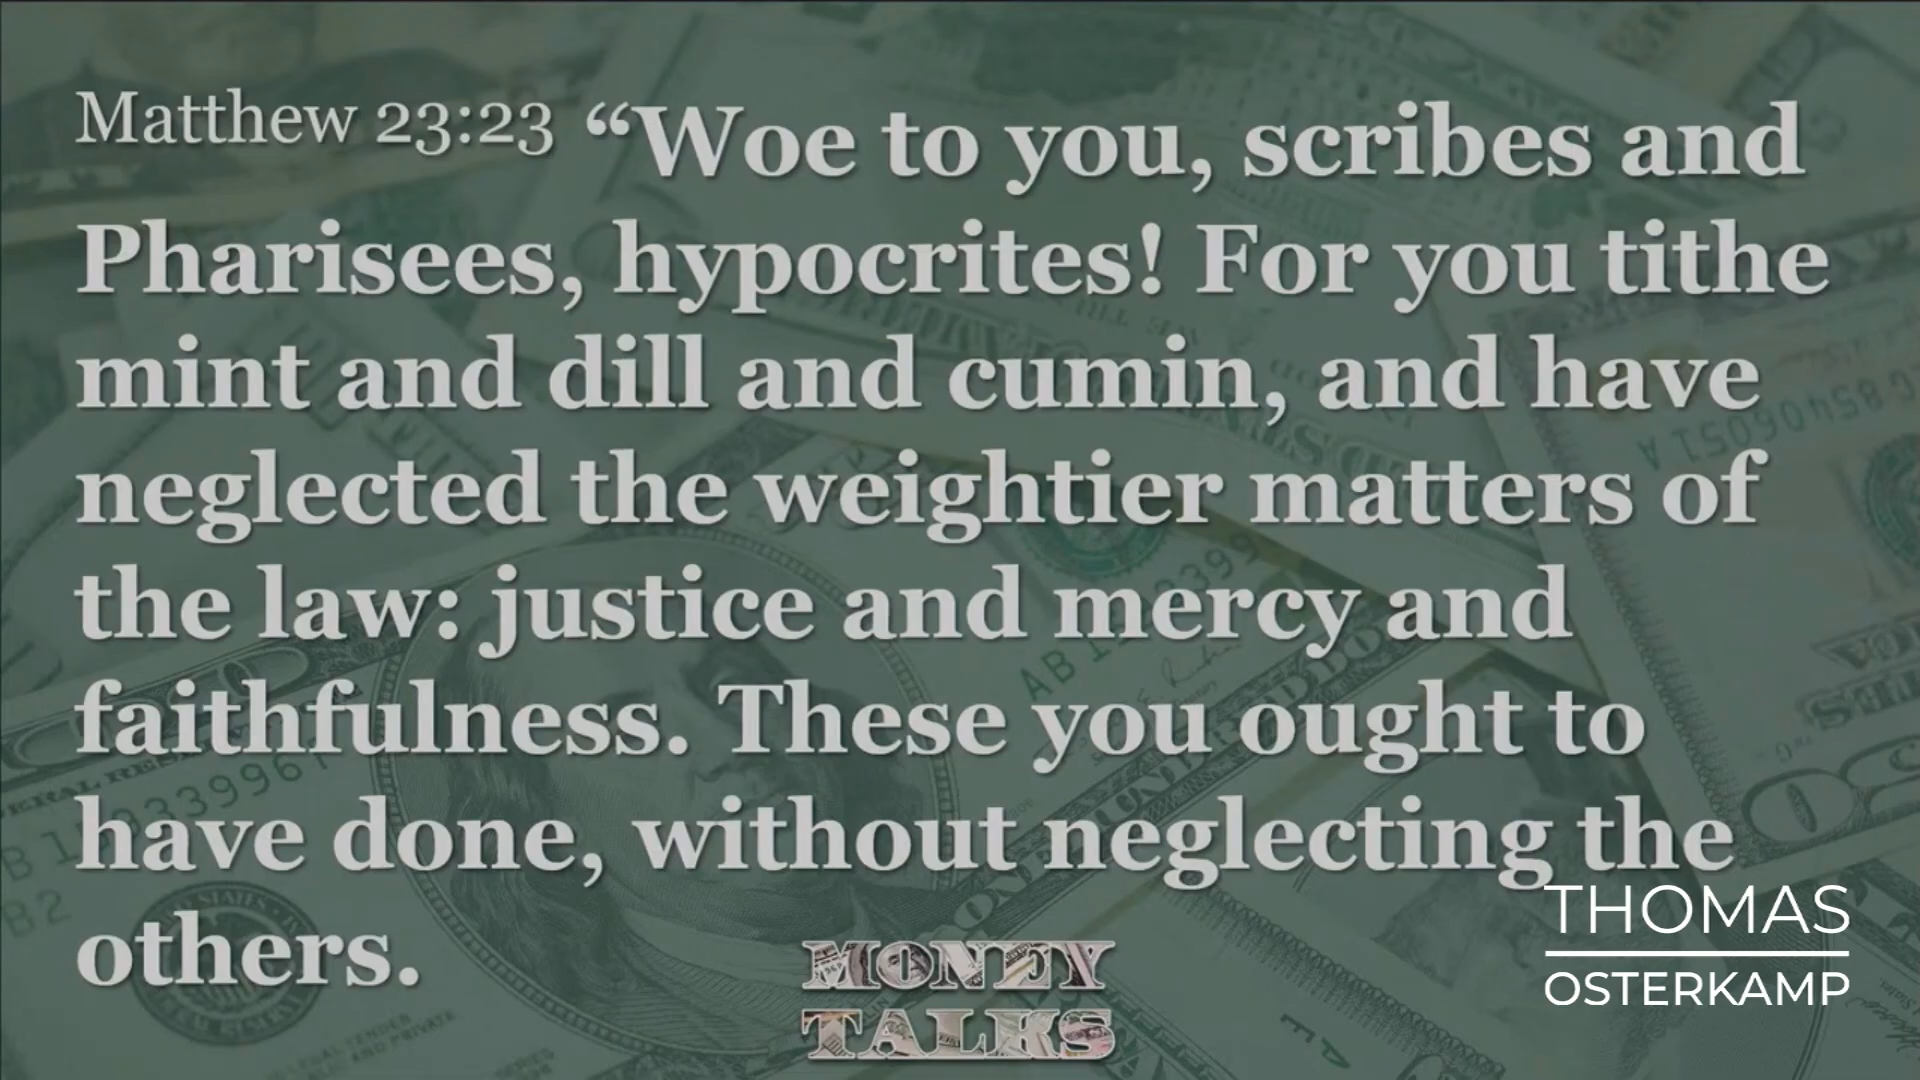 Matthew 23:23 “Woe to you, scribes and
Pharisees, hypocrites! For you tithe
mint and dill and cumin, and have
neglected the weightier matters of
the law: justice and mercy and
faithfulness. These you ought to
have done, without neglecting the
others.
THOMAS
OSTERKAMP
MONEY
TALKS